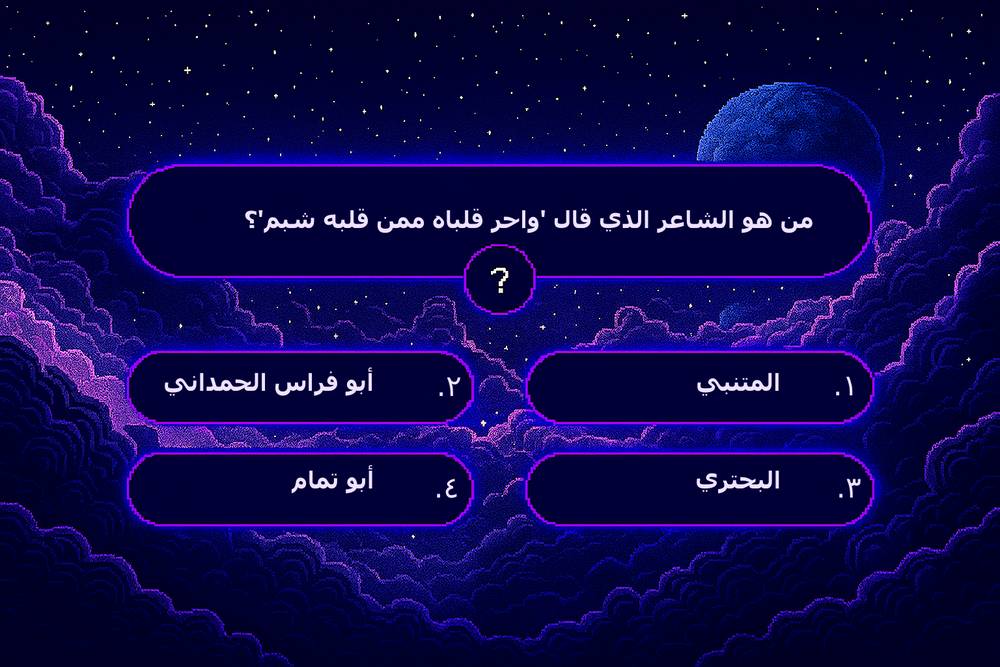 من هو الشاعر الذي قال 'واحر قلباه ممن قلبه شبم'؟
?
١. المتنبي
٢. أبو فراس الحمداني
٣. البحتري
٤. أبو تمام